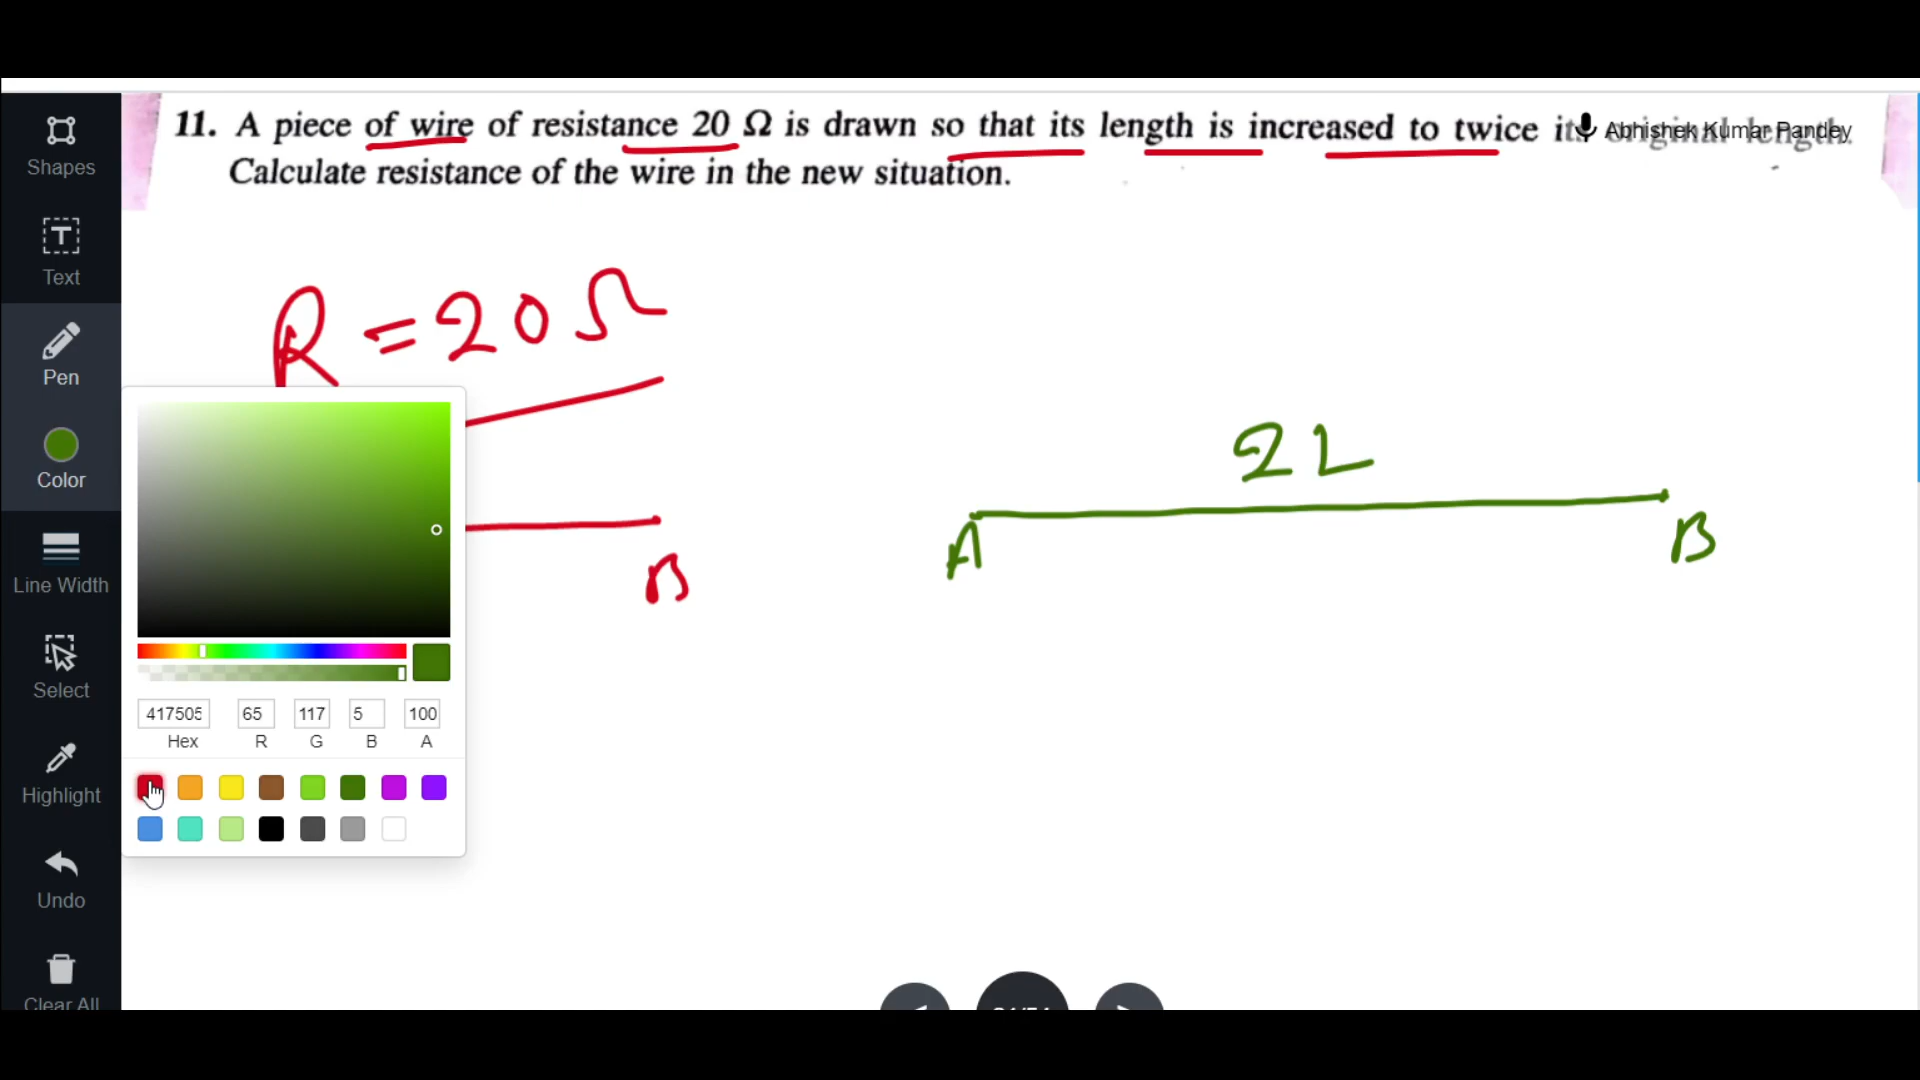 11. A piece of wire of resistance 20 Ω is drawn so that its length is increased to twice its original length.
Abhishek Kumar Pandey
Calculate resistance of the wire in the new situation.
Shapes
Text
Pen
Color
Line Width
Select
Highlight
Undo
Clear All
R = 20 Ω
B
2L
A
B
417505 65 117 5 100
Hex R G B A